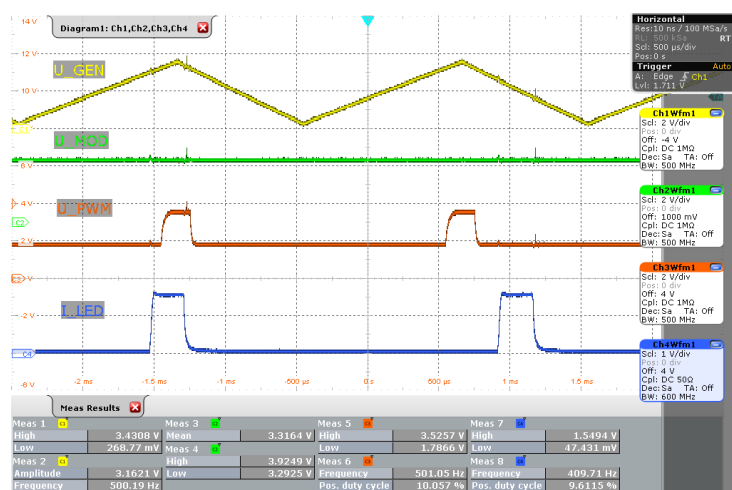 Diagram1: Ch1,Ch2,Ch3,Ch4
14 V
12 V
10 V
6 V
4 V
2 V
0 V
-2 V
-6 V
U_GEN
U_MOD
U_PWM
I_LED
C2
C4
-2 ms
-1.5 ms
-1 ms
-500 µs
0 s
500 µs
1 ms
1.5 ms
Horizontal
Res:10 ns / 100 MSa/s
RL: 500 kSa RT
Scl: 500 µs/div
Pos:0 s
Trigger Auto
A: Edge Ch1
Lvl: 1.711 V
Ch1Wfm1
Scl: 2 V/div
Pos: 0 div
Off: -4 V
Cpl: DC 1MΩ
Dec: Sa TA: Off
BW: 500 MHz
Ch2Wfm1
Scl: 2 V/div
Pos: 0 div
Off: 1000 mV
Cpl: DC 1MΩ
Dec: Sa TA: Off
BW: 500 MHz
Ch3Wfm1
Scl: 2 V/div
Pos: 0 div
Off: 4 V
Cpl: DC 1MΩ
Dec: Sa TA: Off
BW: 500 MHz
Ch4Wfm1
Scl: 1 V/div
Pos: 0 div
Off: 4 V
Cpl: DC 50Ω
Dec: Sa TA: Off
BW: 600 MHz
Meas Results
Meas 1
High 3.4308 V
Low 268.77 mV
Meas 2
Amplitude 3.1621 V
Frequency 500.19 Hz
Meas 3
Mean 3.3164 V
Meas 4
High 3.9249 V
Low 3.2925 V
Meas 5
High 3.5257 V
Low 1.7866 V
Meas 6
Frequency 501.05 Hz
Pos. duty cycle 10.057 %
Meas 7
High 1.5494 V
Low 47.431 mV
Meas 8
Frequency 409.71 Hz
Pos. duty cycle 9.6115 %